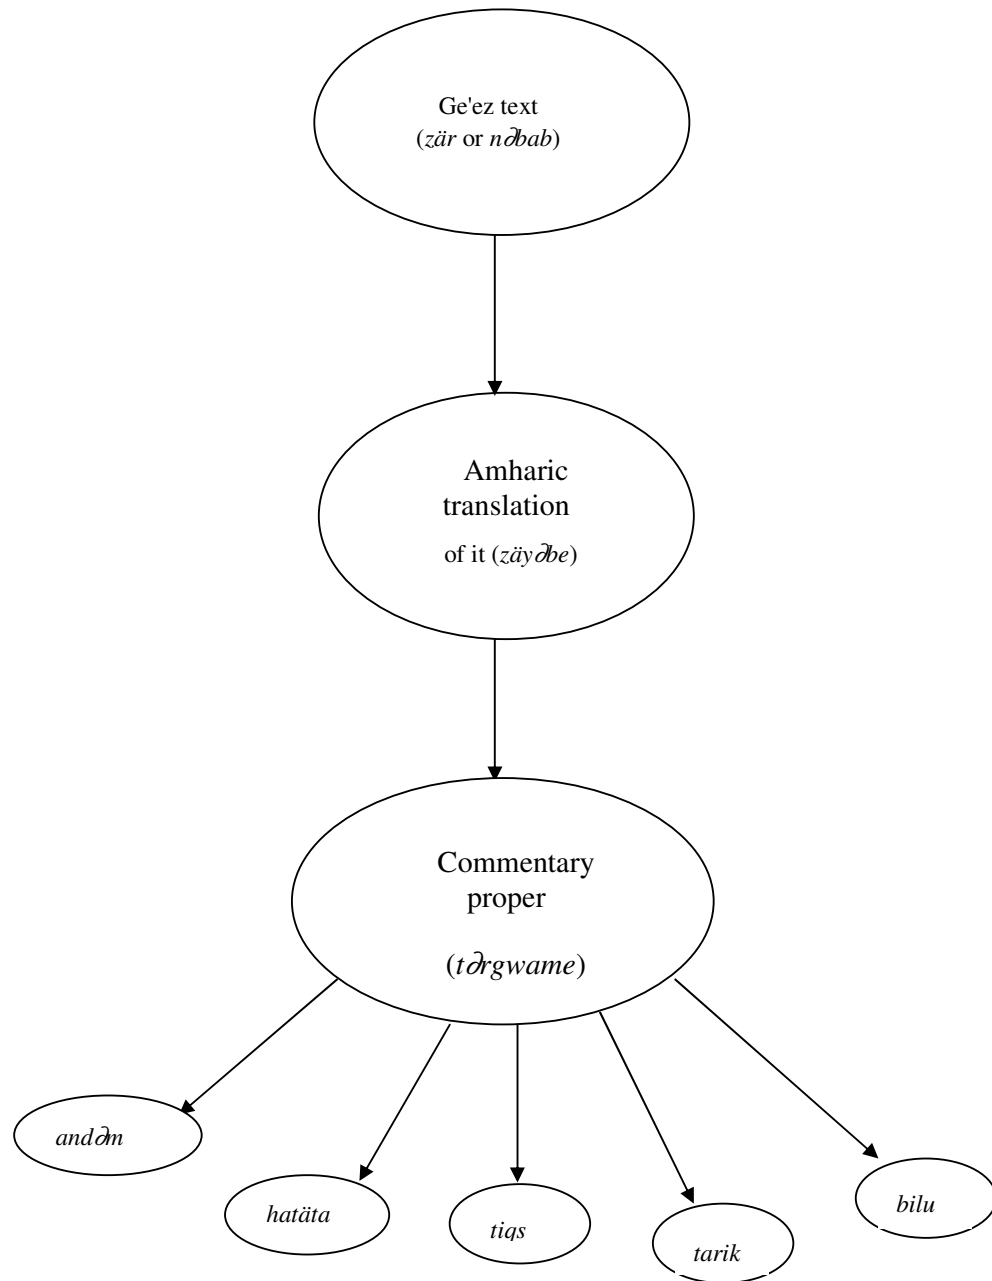 Ge'ez text
(zär or n∂bab)
Amharic
translation
of it (zäy∂be)
Commentary
proper
(t∂rgwame)
and∂m
hatäta
tiqs
tarik
bilu